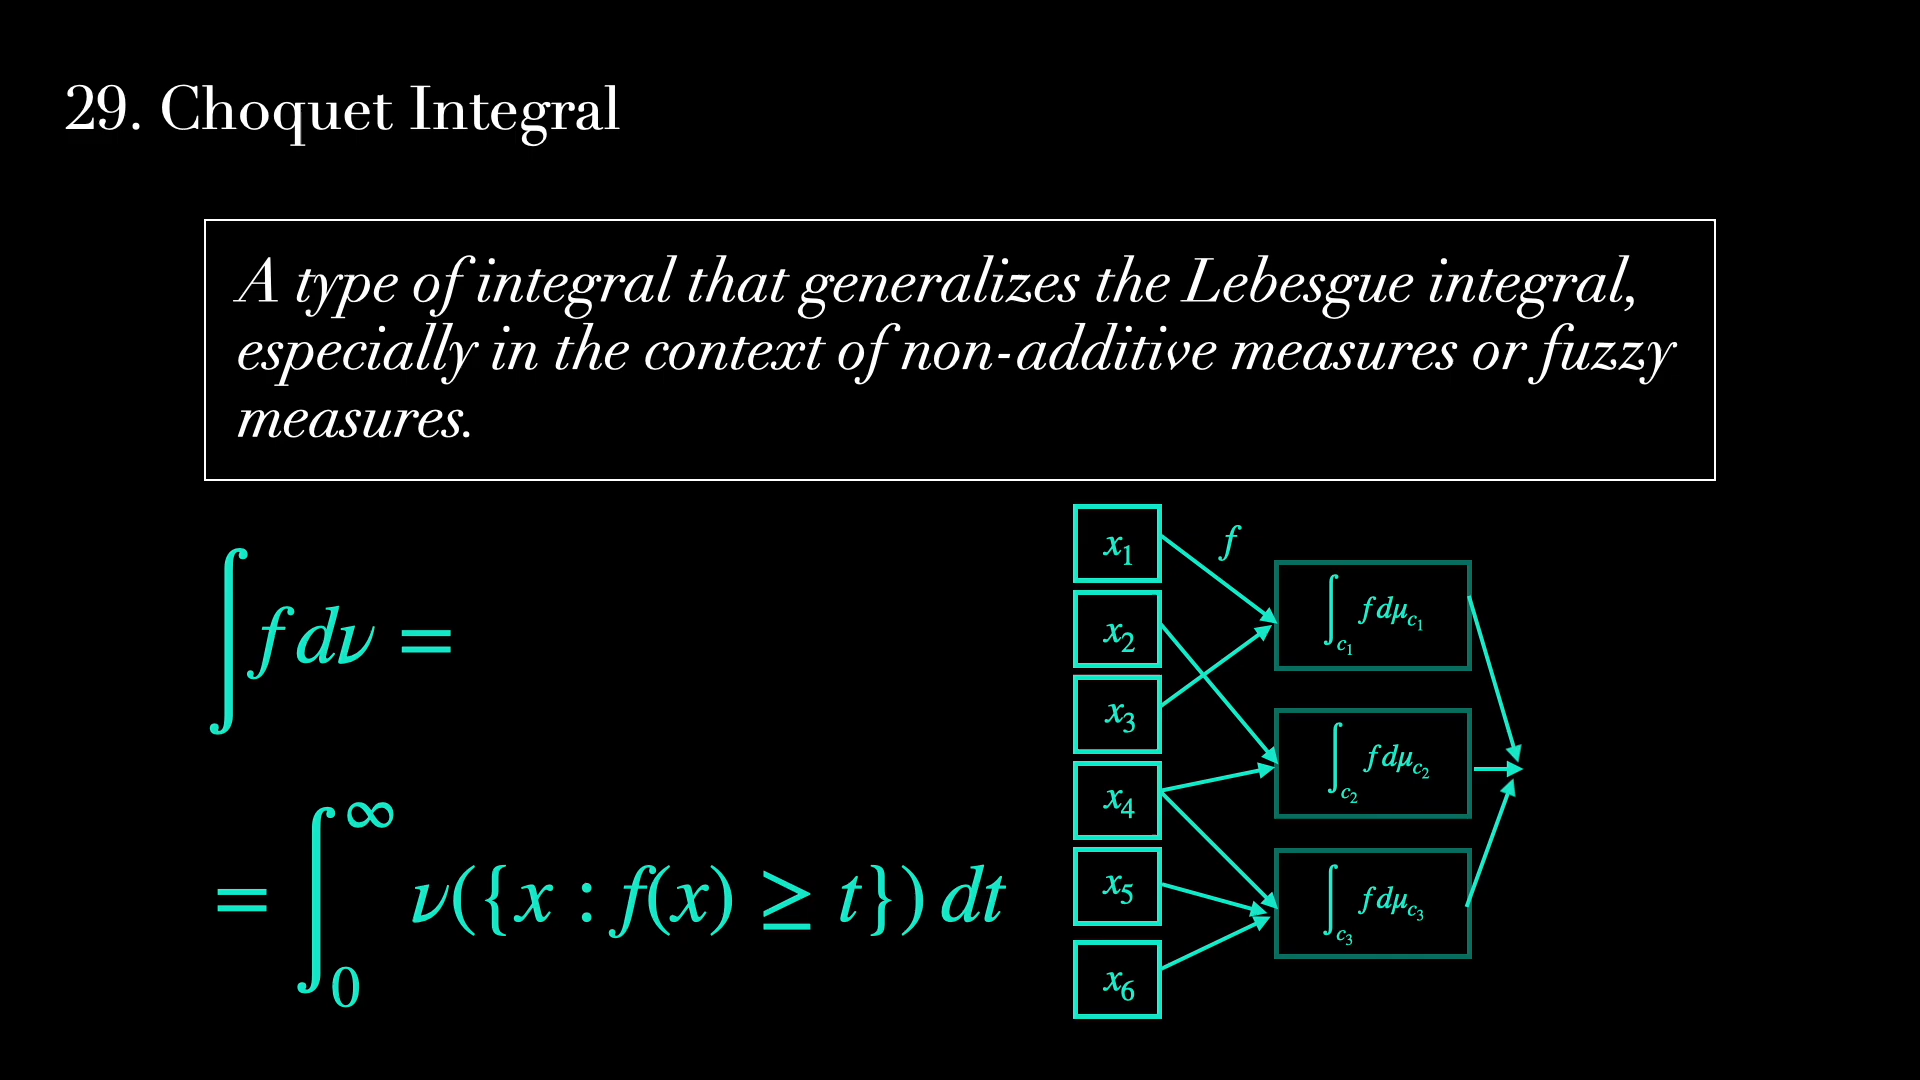 29. Choquet Integral
A type of integral that generalizes the Lebesgue integral,
especially in the context of non-additive measures or fuzzy
measures.
∫ f dν =
= ∫₀^∞ ν({x : f(x) ≥ t}) dt
x₁
f
x₂
x₃
x₄
x₅
x₆
∫_{c₁} f dμ_{c₁}
∫_{c₂} f dμ_{c₂}
∫_{c₃} f dμ_{c₃}